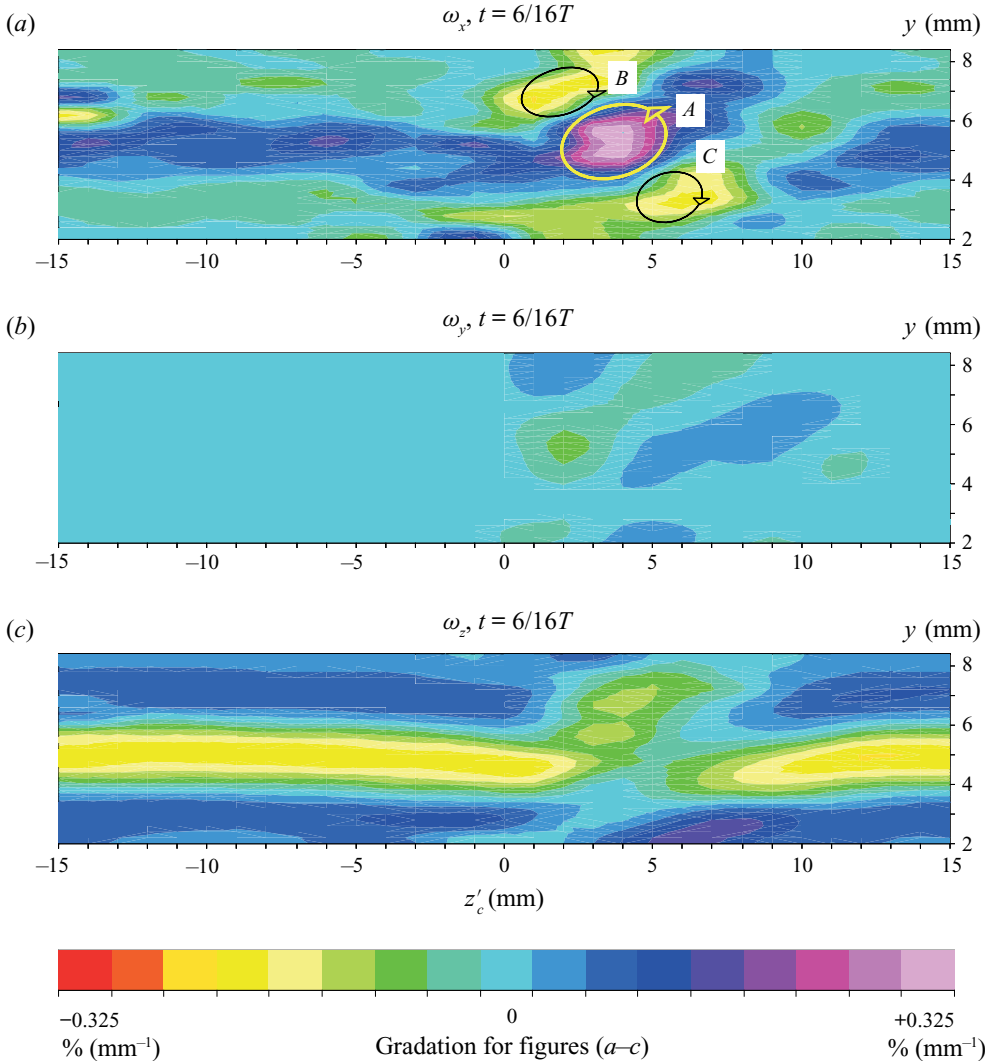 (a) ωx, t = 6/16T y (mm)
B
A
C
8
6
4
2
−15 −10 −5 0 5 10 15
(b) ωy, t = 6/16T y (mm)
8
6
4
2
−15 −10 −5 0 5 10 15
(c) ωz, t = 6/16T y (mm)
8
6
4
2
−15 −10 −5 0 5 10 15
z′c (mm)
−0.325 0 +0.325
% (mm−1) Gradation for figures (a–c) % (mm−1)